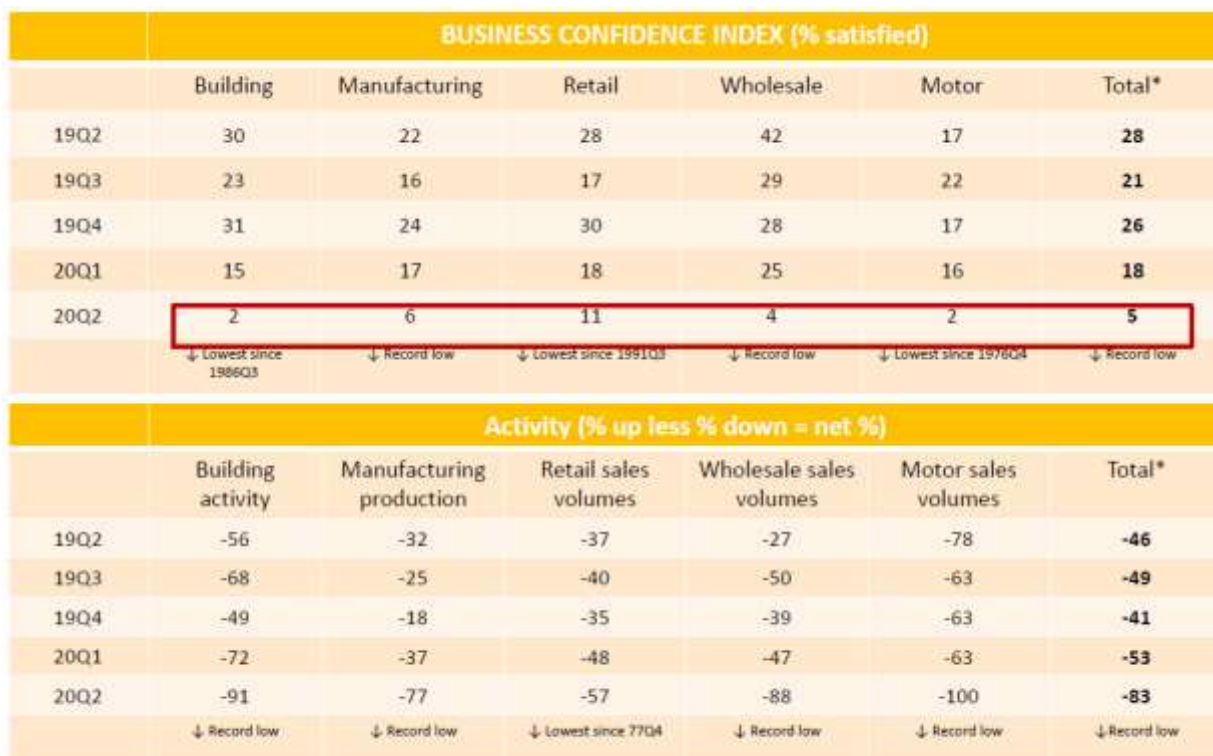 BUSINESS CONFIDENCE INDEX (% satisfied)
Building Manufacturing Retail Wholesale Motor Total*
19Q2 30 22 28 42 17 28
19Q3 23 16 17 29 22 21
19Q4 31 24 30 28 17 26
20Q1 15 17 18 25 16 18
20Q2 2 6 11 4 2 5
↓ Lowest since 1986Q3 ↓ Record low ↓ Lowest since 1991Q3 ↓ Record low ↓ Lowest since 1976Q4 ↓ Record low
Activity (% up less % down = net %)
Building activity Manufacturing production Retail sales volumes Wholesale sales volumes Motor sales volumes Total*
19Q2 -56 -32 -37 -27 -78 -46
19Q3 -68 -25 -40 -50 -63 -49
19Q4 -49 -18 -35 -39 -63 -41
20Q1 -72 -37 -48 -47 -63 -53
20Q2 -91 -77 -57 -88 -100 -83
↓ Record low ↓ Record low ↓ Lowest since 77Q4 ↓ Record low ↓ Record low ↓ Record low